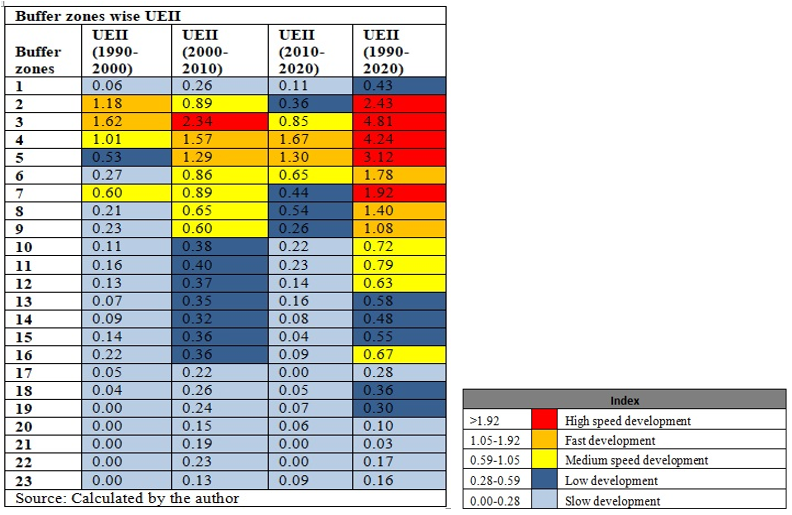 Buffer zones wise UEII
Buffer zones UEII (1990-2000) UEII (2000-2010) UEII (2010-2020) UEII (1990-2020)
1 0.06 0.26 0.11 0.43
2 1.18 0.89 0.36 2.43
3 1.62 2.34 0.85 4.81
4 1.01 1.57 1.67 4.24
5 0.53 1.29 1.30 3.12
6 0.27 0.86 0.65 1.78
7 0.60 0.89 0.44 1.92
8 0.21 0.65 0.54 1.40
9 0.23 0.60 0.26 1.08
10 0.11 0.38 0.22 0.72
11 0.16 0.40 0.23 0.79
12 0.13 0.37 0.14 0.63
13 0.07 0.35 0.16 0.58
14 0.09 0.32 0.08 0.48
15 0.14 0.36 0.04 0.55
16 0.22 0.36 0.09 0.67
17 0.05 0.22 0.00 0.28
18 0.04 0.26 0.05 0.36
19 0.00 0.24 0.07 0.30
20 0.00 0.15 0.06 0.10
21 0.00 0.19 0.00 0.03
22 0.00 0.23 0.00 0.17
23 0.00 0.13 0.09 0.16
Source: Calculated by the author
Index
>1.92 High speed development
1.05-1.92 Fast development
0.59-1.05 Medium speed development
0.28-0.59 Low development
0.00-0.28 Slow development